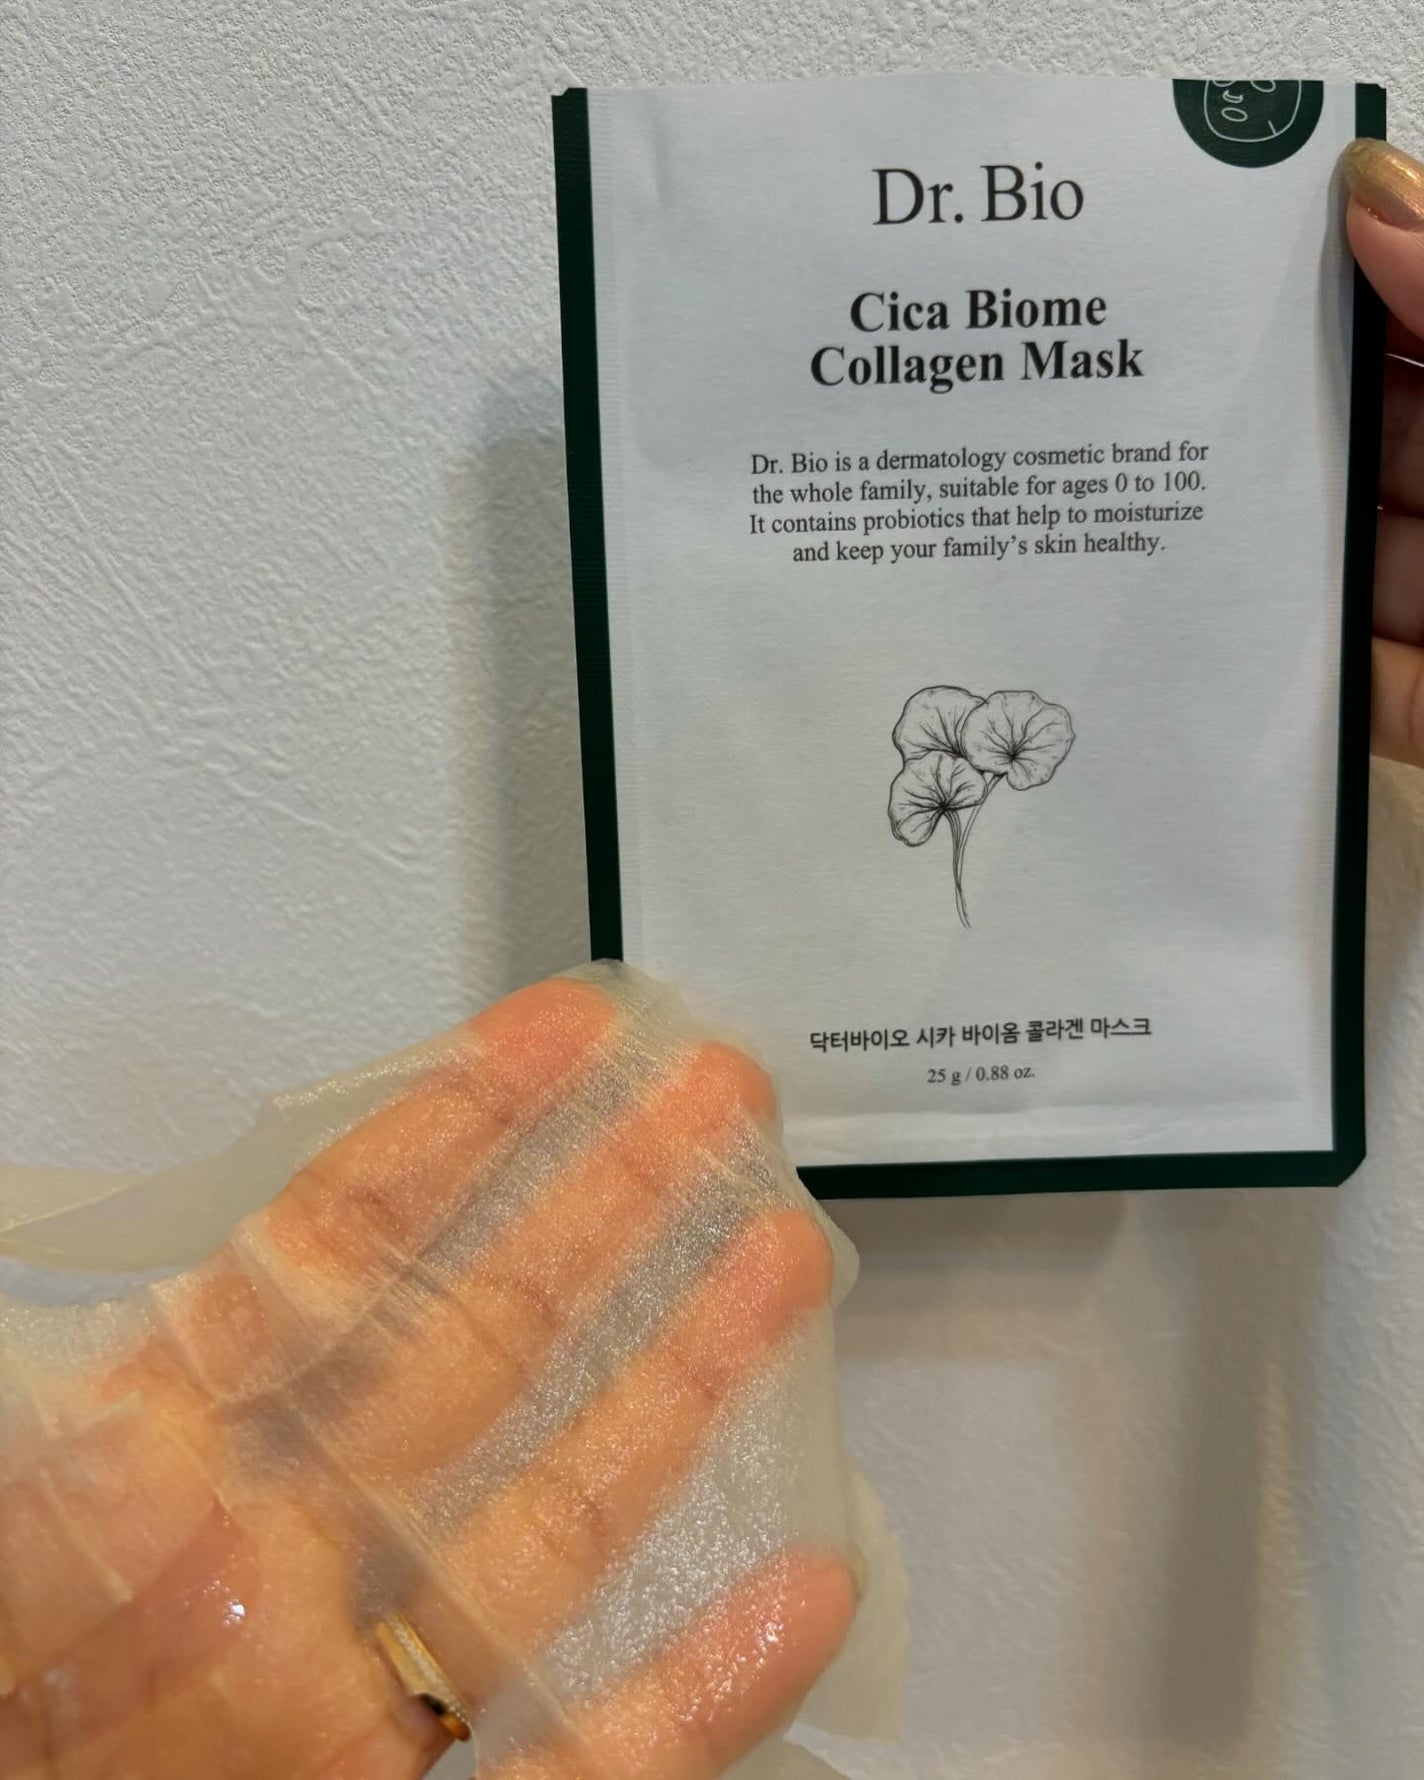 Dr. Bio
Cica Biome
Collagen Mask
Dr. Bio is a dermatology cosmetic brand for
the whole family, suitable for ages 0 to 100.
It contains probiotics that help to moisturize
and keep your family’s skin healthy.
닥터바이오 시카 바이옴 콜라겐 마스크
25 g / 0.88 oz.